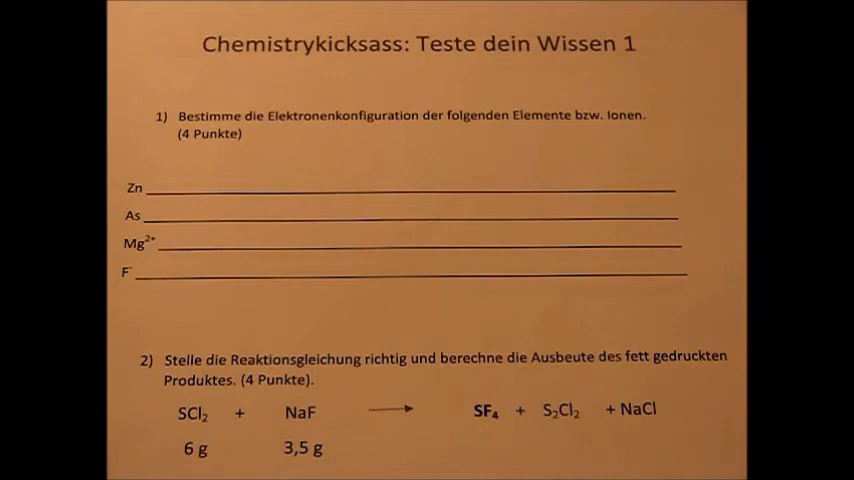 Chemistrykicksass: Teste dein Wissen 1
1) Bestimme die Elektronenkonfiguration der folgenden Elemente bzw. Ionen.
(4 Punkte)
Zn
As
Mg²⁺
F⁻
2) Stelle die Reaktionsgleichung richtig und berechne die Ausbeute des fett gedruckten
Produktes. (4 Punkte).
SCl₂ + NaF → SF₄ + S₂Cl₂ + NaCl
6 g 3,5 g